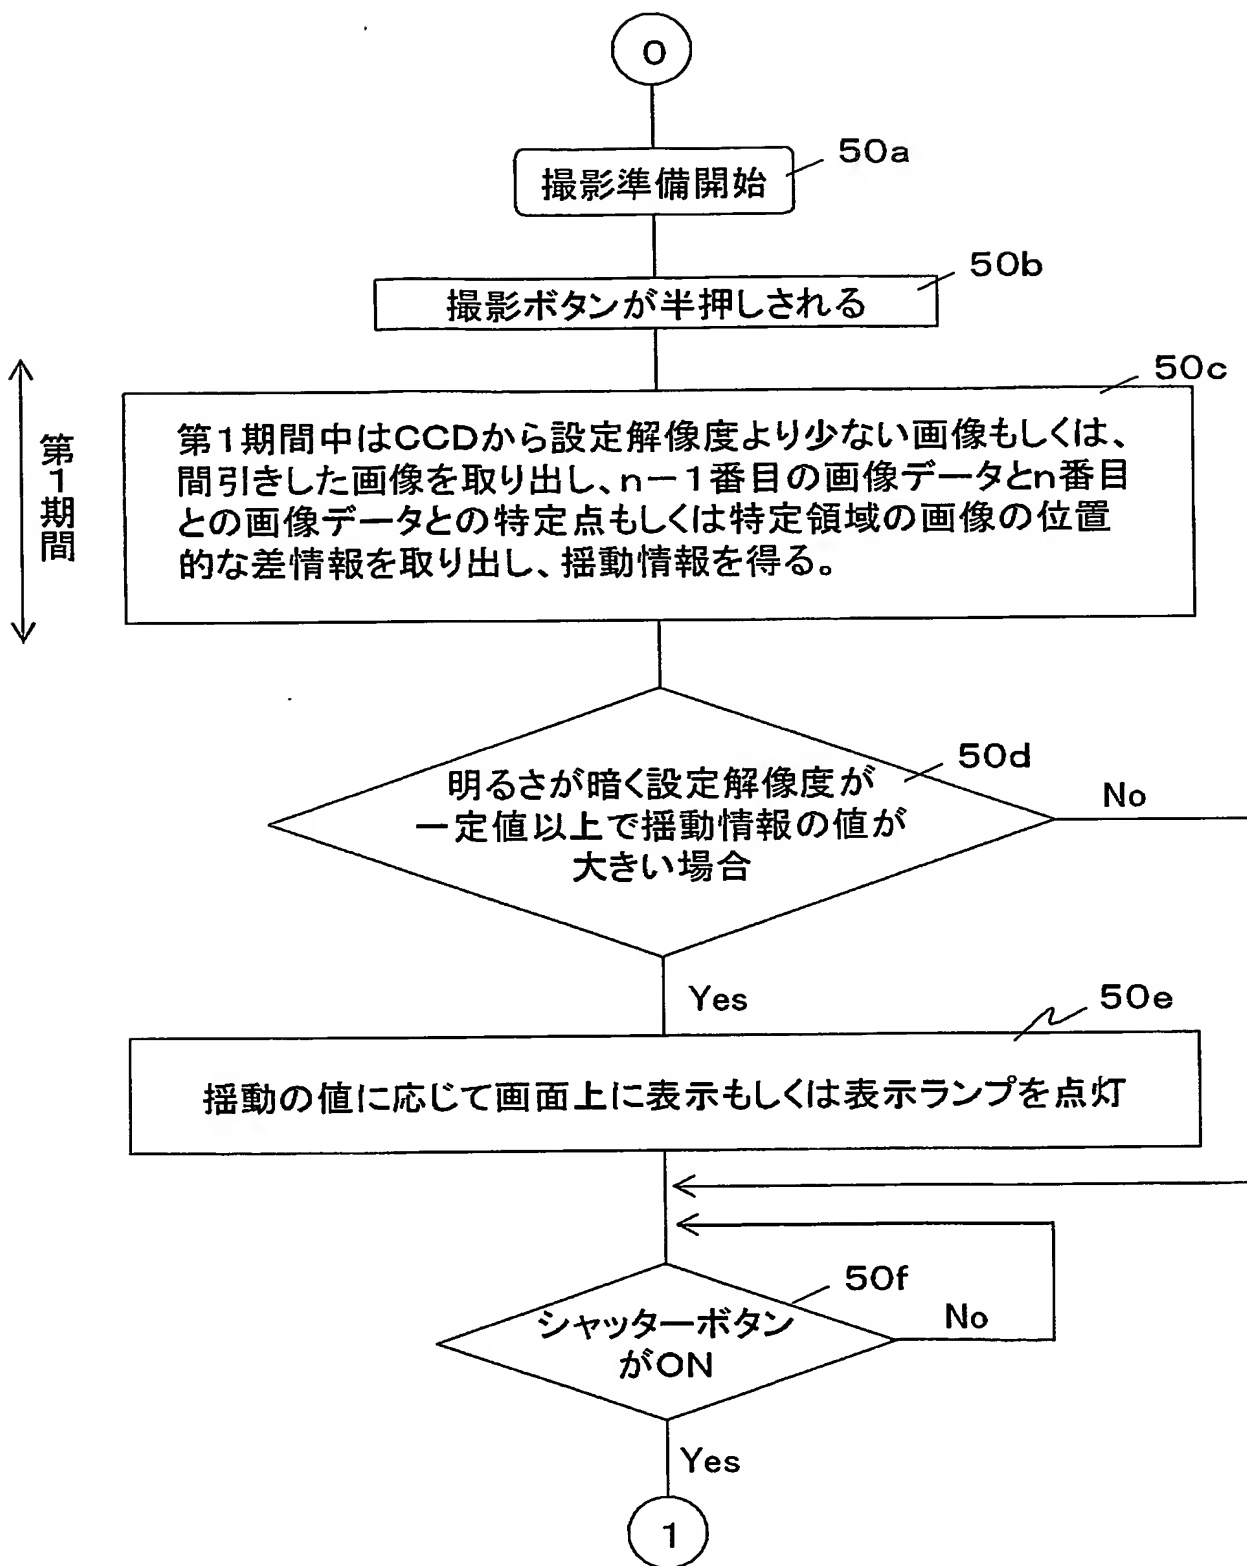 0
50a
撮影準備開始
50b
撮影ボタンが半押しされる
50c
第1期間
第1期間中はCCDから設定解像度より少ない画像もしくは、
間引きした画像を取り出し、n－1番目の画像データとn番目
との画像データとの特定点もしくは特定領域の画像の位置
的な差情報を取り出し、揺動情報を得る。
50d
明るさが暗く設定解像度が
一定値以上で揺動情報の値が
大きい場合
No
Yes
50e
揺動の値に応じて画面上に表示もしくは表示ランプを点灯
50f
シャッターボタン
がON
No
Yes
1